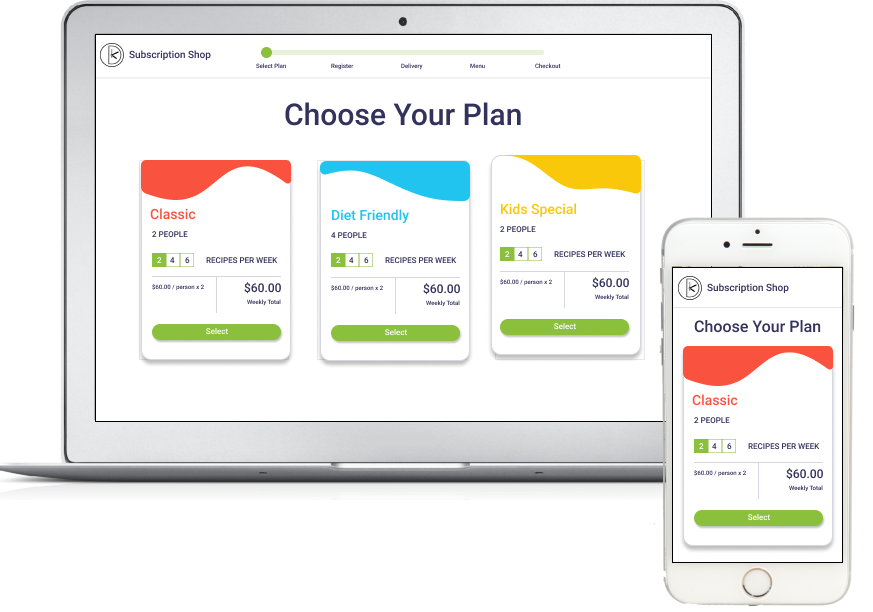 Subscription Shop
Select Plan Register Delivery Menu Checkout
Choose Your Plan
Classic
2 PEOPLE
2 4 6 RECIPES PER WEEK
$60.00 / person x 2 $60.00
Weekly Total
Select
Diet Friendly
4 PEOPLE
2 4 6 RECIPES PER WEEK
$60.00 / person x 2 $60.00
Weekly Total
Select
Kids Special
2 PEOPLE
2 4 6 RECIPES PER WEEK
$60.00 / person x 2 $60.00
Weekly Total
Select
Subscription Shop
Choose Your Plan
Classic
2 PEOPLE
2 4 6 RECIPES PER WEEK
$60.00 / person x 2 $60.00
Weekly Total
Select